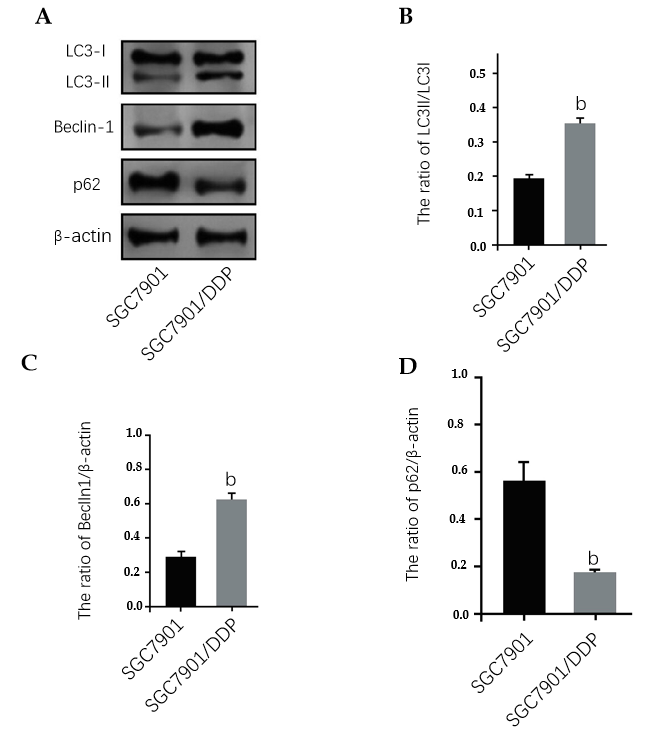 A
LC3-I
LC3-II
Beclin-1
p62
β-actin
SGC7901
SGC7901/DDP
B
The ratio of LC3II/LC3I
0.5
0.4
0.3
0.2
0.1
0.0
b
SGC7901
SGC7901/DDP
C
The ratio of BeclIn1/β-actin
1.0
0.8
0.6
0.4
0.2
0.0
b
SGC7901
SGC7901/DDP
D
The ratio of p62/β-actin
1.0
0.8
0.6
0.4
0.2
0.0
b
SGC7901
SGC7901/DDP